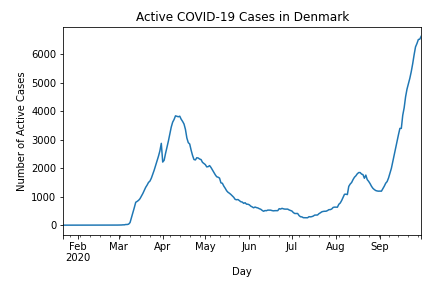 Active COVID-19 Cases in Denmark
Number of Active Cases
6000
5000
4000
3000
2000
1000
0
Feb Mar Apr May Jun Jul Aug Sep
2020
Day